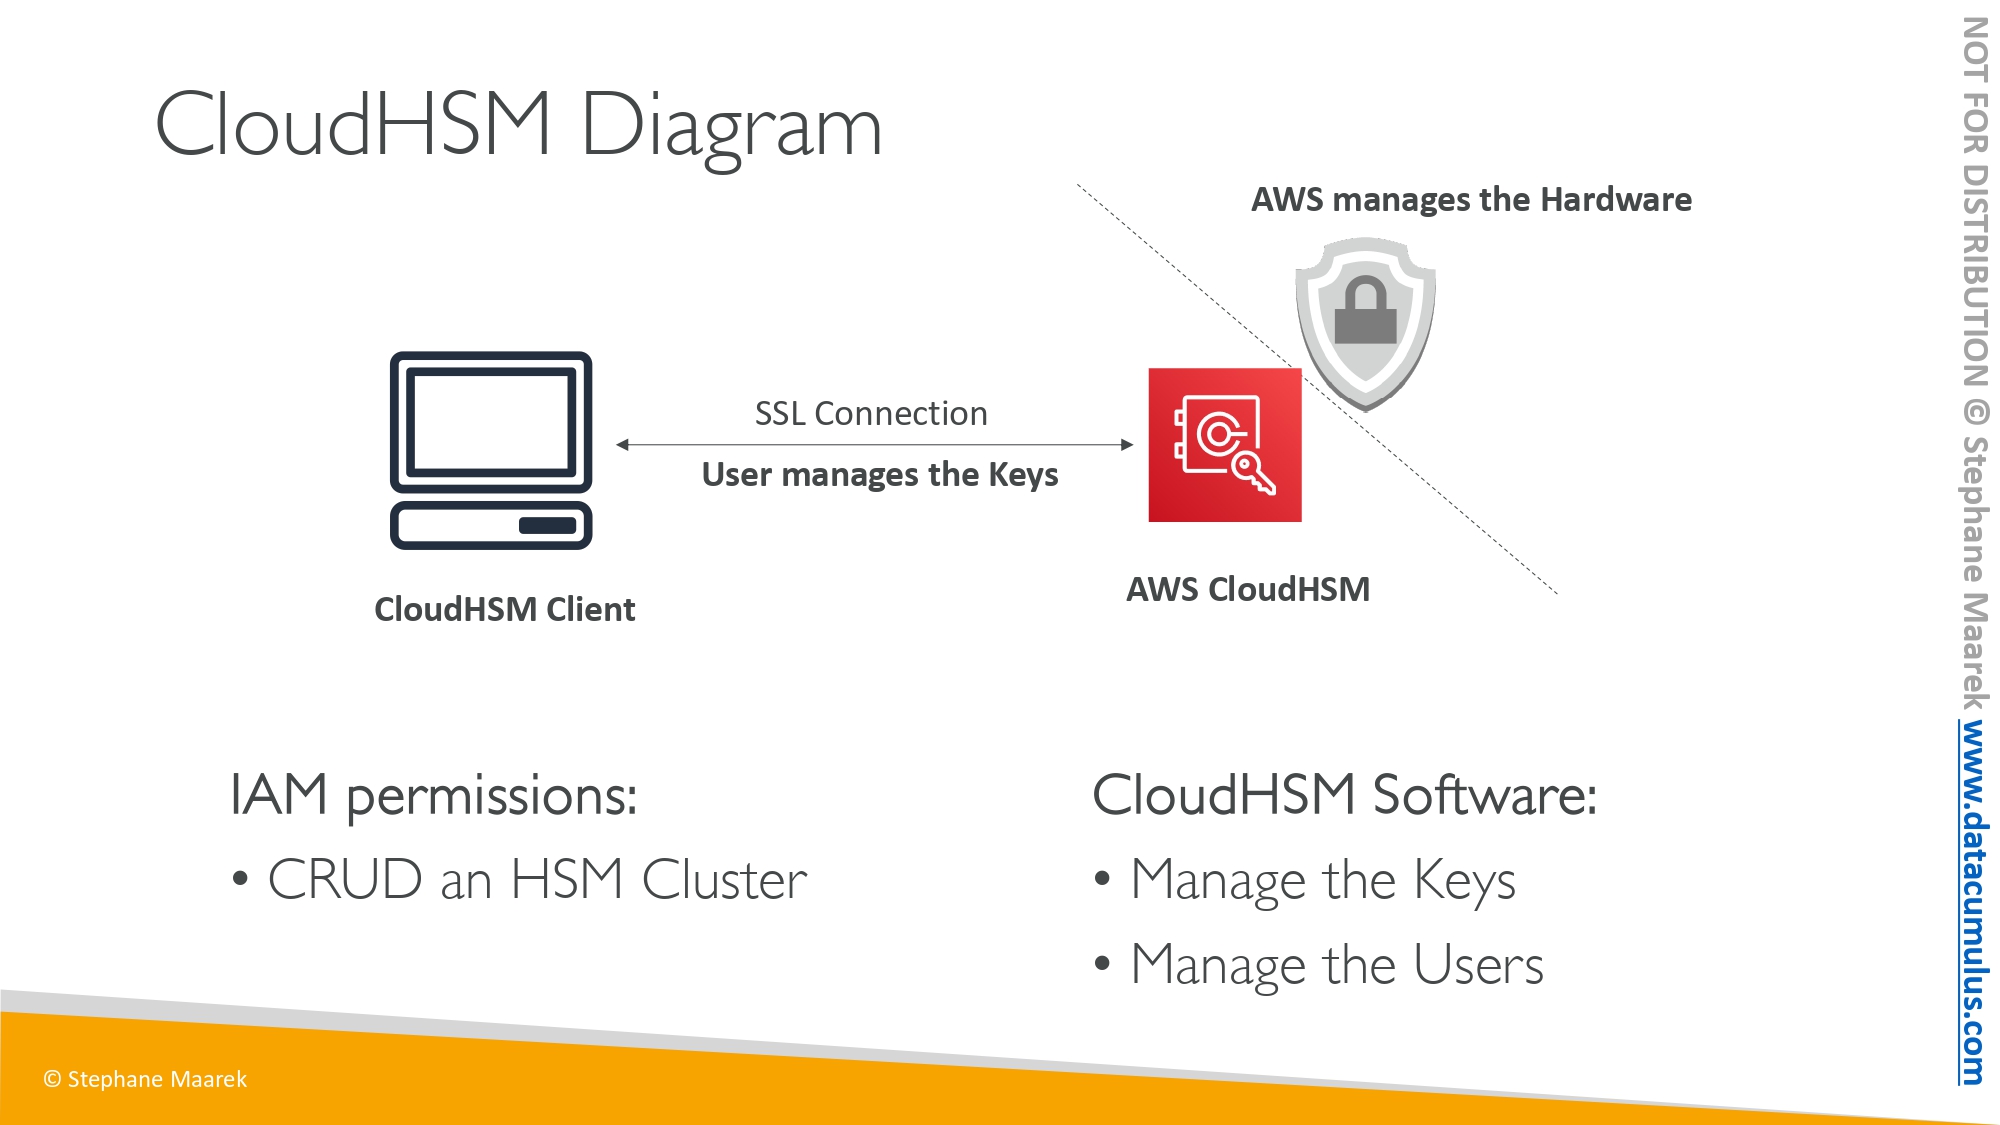 CloudHSM Diagram
AWS manages the Hardware
SSL Connection
User manages the Keys
CloudHSM Client
AWS CloudHSM
IAM permissions:
• CRUD an HSM Cluster
CloudHSM Software:
• Manage the Keys
• Manage the Users
© Stephane Maarek
NOT FOR DISTRIBUTION © Stephane Maarek www.datacumulus.com